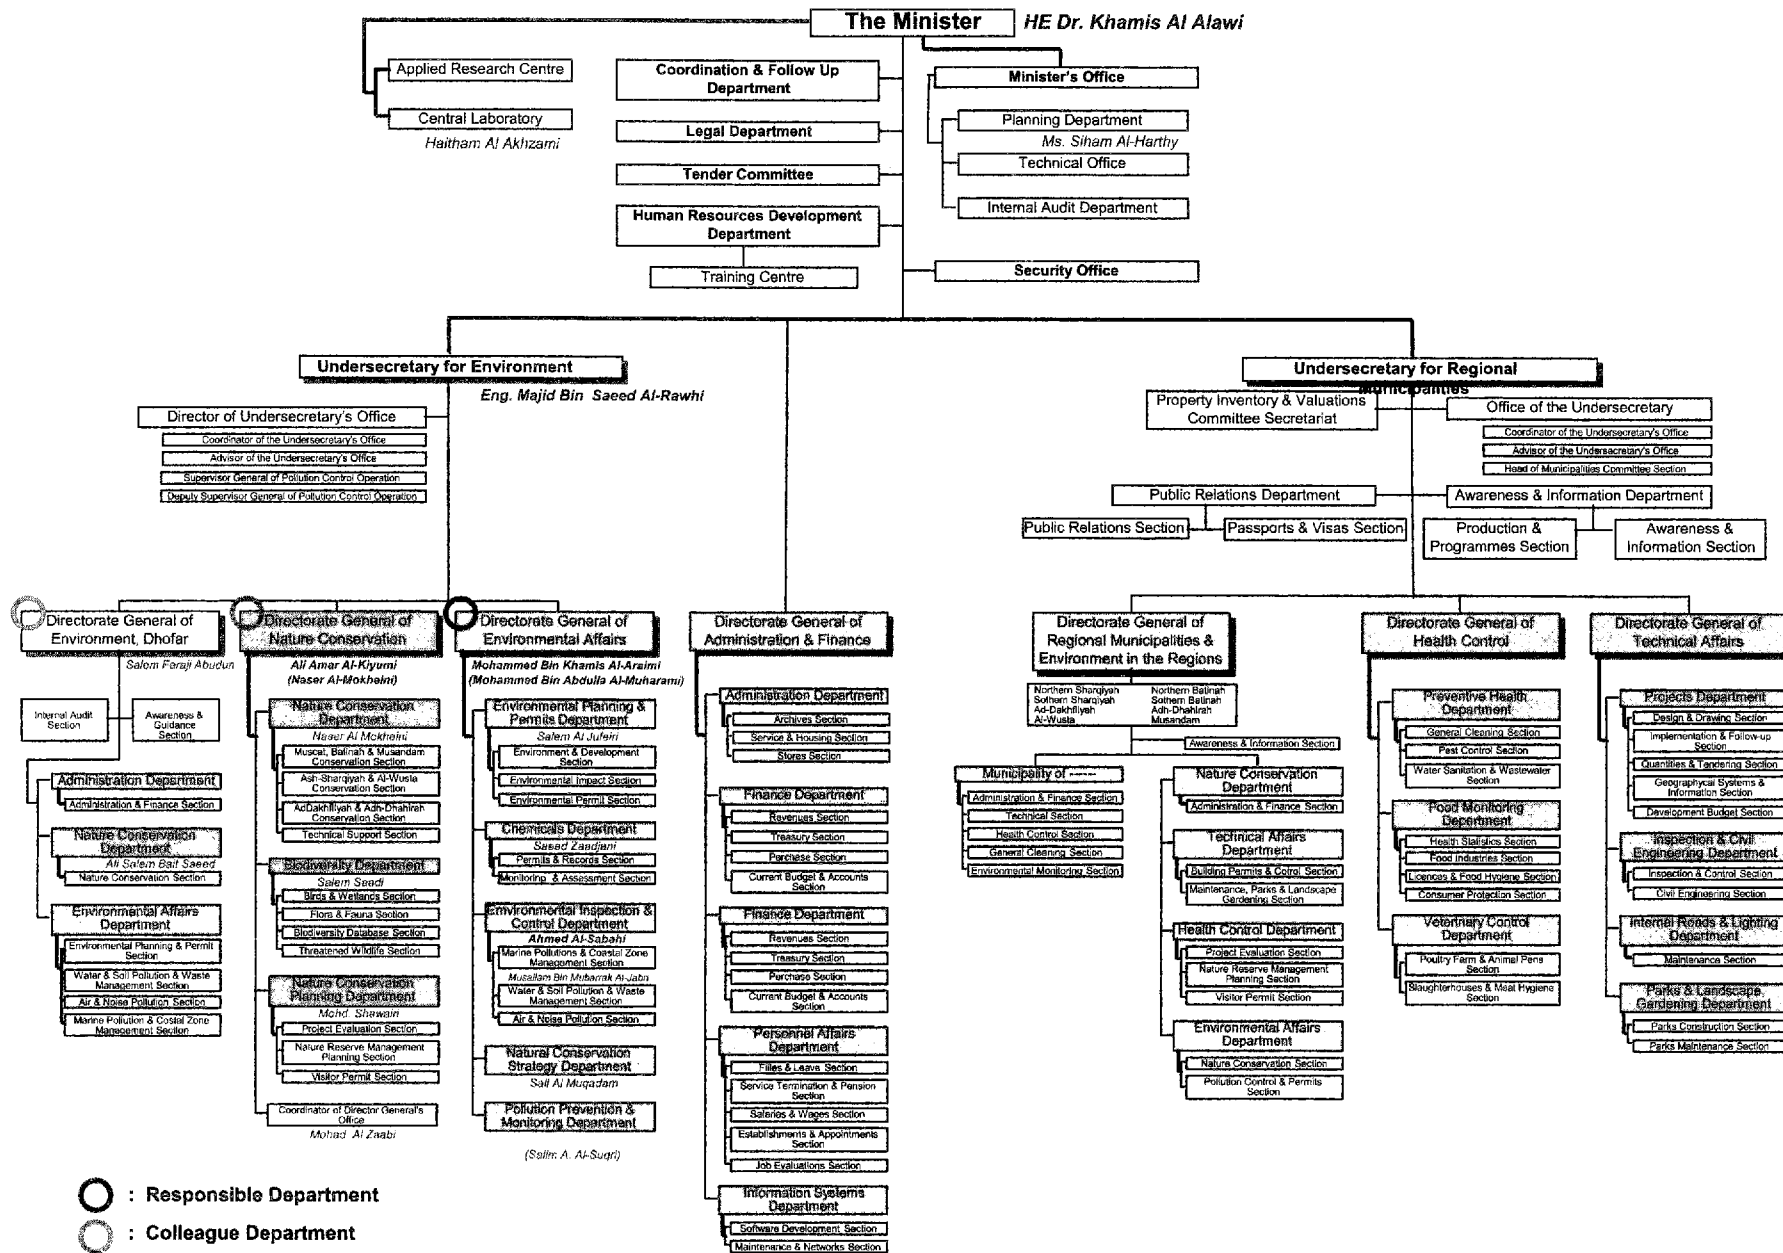 The Minister
HE Dr. Khamis Al Alawi
Applied Research Centre
Central Laboratory
Haitham Al Akhzami
Coordination & Follow Up
Department
Legal Department
Tender Committee
Human Resources Development
Department
Training Centre
Minister's Office
Planning Department
Ms. Siham Al-Harthy
Technical Office
Internal Audit Department
Security Office
Undersecretary for Environment
Eng. Majid Bin Saeed Al-Rawhi
Director of Undersecretary's Office
Coordinator of the Undersecretary's Office
Advisor of the Undersecretary's Office
Supervisor General of Pollution Control Operation
Deputy Supervisor General of Pollution Control Operation
Undersecretary for Regional
Municipalities
Property Inventory & Valuations
Committee Secretariat
Office of the Undersecretary
Coordinator of the Undersecretary's Office
Advisor of the Undersecretary's Office
Head of Municipalities Committee Section
Public Relations Department
Public Relations Section
Passports & Visas Section
Awareness & Information Department
Production &
Programmes Section
Awareness &
Information Section
Directorate General of
Environment, Dhofar
Salem Feraji Abudun
Internal Audit
Section
Awareness &
Guidance
Section
Administration Department
Administration & Finance Section
Nature Conservation
Department
Ali Salem Bait Saeed
Nature Conservation Section
Environmental Affairs
Department
Environmental Planning & Permit
Section
Water & Soil Pollution & Waste
Management Section
Air & Noise Pollution Section
Marine Pollution & Costal Zone
Management Section
Directorate General of
Nature Conservation
Ali Amar Al-Kiyumi
(Naser Al-Mokheini)
Nature Conservation
Department
Naser Al Mokheini
Muscat, Batinah & Musandam
Conservation Section
Ash-Sharqiyah & Al-Wusta
Conservation Section
AdDakhiliyah & Adh-Dhahirah
Conservation Section
Technical Support Section
Biodiversity Department
Salem Saadi
Birds & Wetlands Section
Flora & Fauna Section
Biodiversity Database Section
Threatened Wildlife Section
Nature Conservation
Planning Department
Mohd. Shawain
Project Evaluation Section
Nature Reserve Management
Planning Section
Visitor Permit Section
Coordinator of Director General's
Office
Mohad Al Zaabi
Directorate General of
Environmental Affairs
Mohammed Bin Khamis Al-Araimi
(Mohammed Bin Abdulla Al-Muharami)
Environmental Planning &
Permits Department
Salem Al Jufeiri
Environment & Development
Section
Environmental Impact Section
Environmental Permit Section
Chemicals Department
Saeed Zaadjani
Permits & Records Section
Monitoring & Assessment Section
Environmental Inspection &
Control Department
Ahmed Al-Sabahi
Marine Pollutions & Coastal Zone
Management Section
Musallam Bin Mubarrak Al-Jabri
Water & Soil Pollution & Waste
Management Section
Air & Noise Pollution Section
Natural Conservation
Strategy Department
Sail Al Muqadam
Pollution Prevention &
Monitoring Department
(Salim A. Al-Suqri)
Directorate General of
Administration & Finance
Administration Department
Archives Section
Service & Housing Section
Stores Section
Finance Department
Revenues Section
Treasury Section
Purchase Section
Current Budget & Accounts
Section
Finance Department
Revenues Section
Treasury Section
Purchase Section
Current Budget & Accounts
Section
Personnel Affairs
Department
Filles & Leave Section
Service Termination & Pension
Section
Salaries & Wages Section
Establishments & Appointments
Section
Job Evaluations Section
Information Systems
Department
Software Development Section
Maintenance & Networks Section
Directorate General of
Regional Municipalities &
Environment in the Regions
Northern Sharqiyah Northern Batinah
Sothern Sharqiyah Sothern Batinah
Ad-Dakhfliyah Adh-Dhahirah
Al-Wusta Musandam
Awareness & Information Section
Municipality of -----
Administration & Finance Section
Technical Section
Health Control Section
General Cleaning Section
Environmental Monitoring Section
Nature Conservation
Department
Administration & Finance Section
Technical Affairs
Department
Building Permits & Cotrol Section
Maintenance, Parks & Landscape
Gardening Section
Health Control Department
Project Evaluation Section
Nature Reserve Management
Planning Section
Visitor Permit Section
Environmental Affairs
Department
Nature Conservation Section
Pollution Control & Permits
Section
Directorate General of
Health Control
Preventive Health
Department
General Cleaning Section
Pest Control Section
Water Sanitation & Wastewater
Section
Food Monitoring
Department
Health Statistics Section
Food Industries Section
Licences & Food Hygiene Section
Consumer Protection Section
Veterinary Control
Department
Poultry Farm & Animal Pens
Section
Slaughterhouses & Meat Hygiene
Section
Directorate General of
Technical Affairs
Projects Department
Design & Drawing Section
Implementation & Follow-up
Section
Quantities & Tendering Section
Geographycal Systems &
Information Section
Development Budget Section
Inspection & Civil
Engineering Department
Inspection & Control Section
Civil Engineering Section
Internal Roads & Lighting
Department
Maintenance Section
Parks & Landscape
Gardening Department
Parks Construction Section
Parks Maintenance Section
: Responsible Department
: Colleague Department